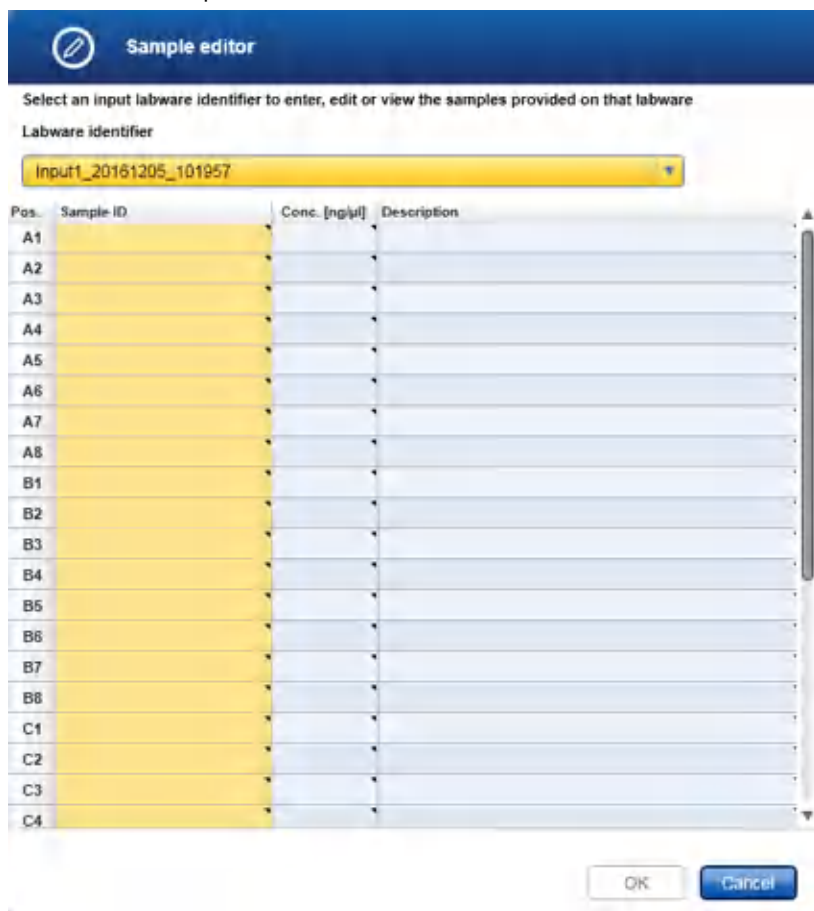 Sample editor
Select an input labware identifier to enter, edit or view the samples provided on that labware
Labware identifier
Input1_20161205_101957
Pos. Sample ID Conc. [ng/µl] Description
A1
A2
A3
A4
A5
A6
A7
A8
B1
B2
B3
B4
B5
B6
B7
B8
C1
C2
C3
C4
OK Cancel